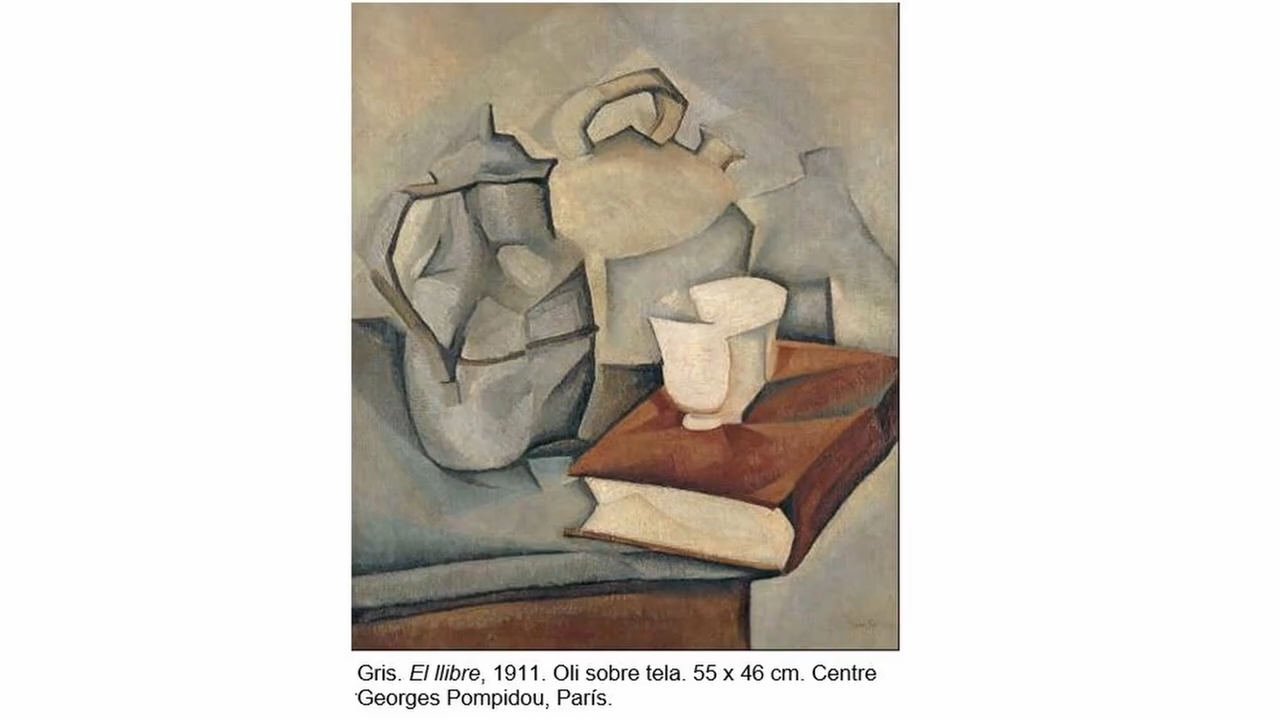 Gris. El llibre, 1911. Oli sobre tela. 55 x 46 cm. Centre
Georges Pompidou, París.